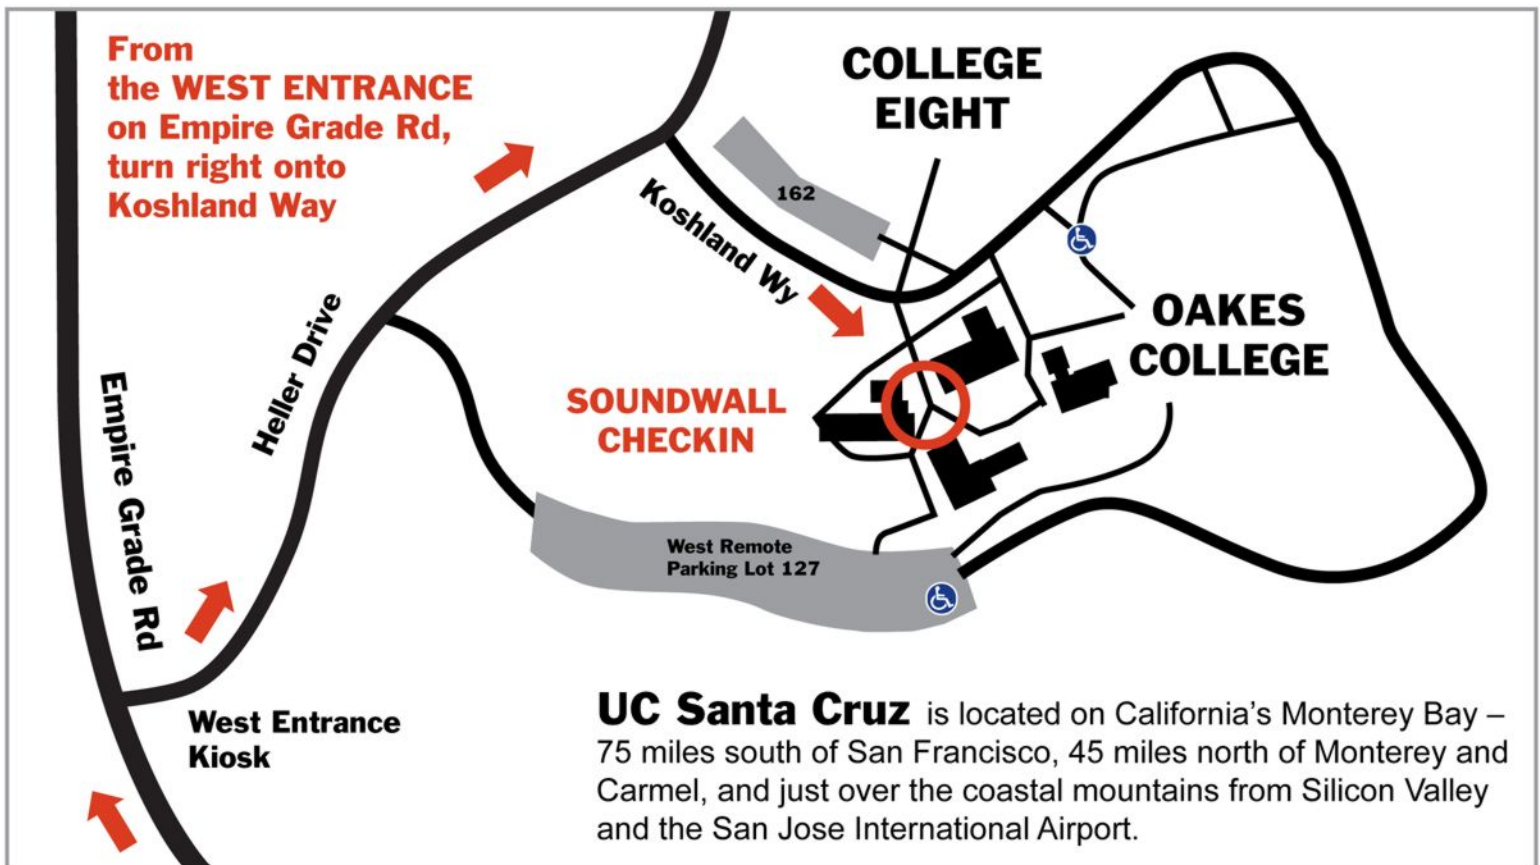 From
the WEST ENTRANCE
on Empire Grade Rd,
turn right onto
Koshland Way
COLLEGE
EIGHT
162
Koshland Wy
Heller Drive
OAKES
COLLEGE
Empire Grade Rd
SOUNDWALL
CHECKIN
West Remote
Parking Lot 127
West Entrance
Kiosk
UC Santa Cruz is located on California’s Monterey Bay –
75 miles south of San Francisco, 45 miles north of Monterey and
Carmel, and just over the coastal mountains from Silicon Valley
and the San Jose International Airport.